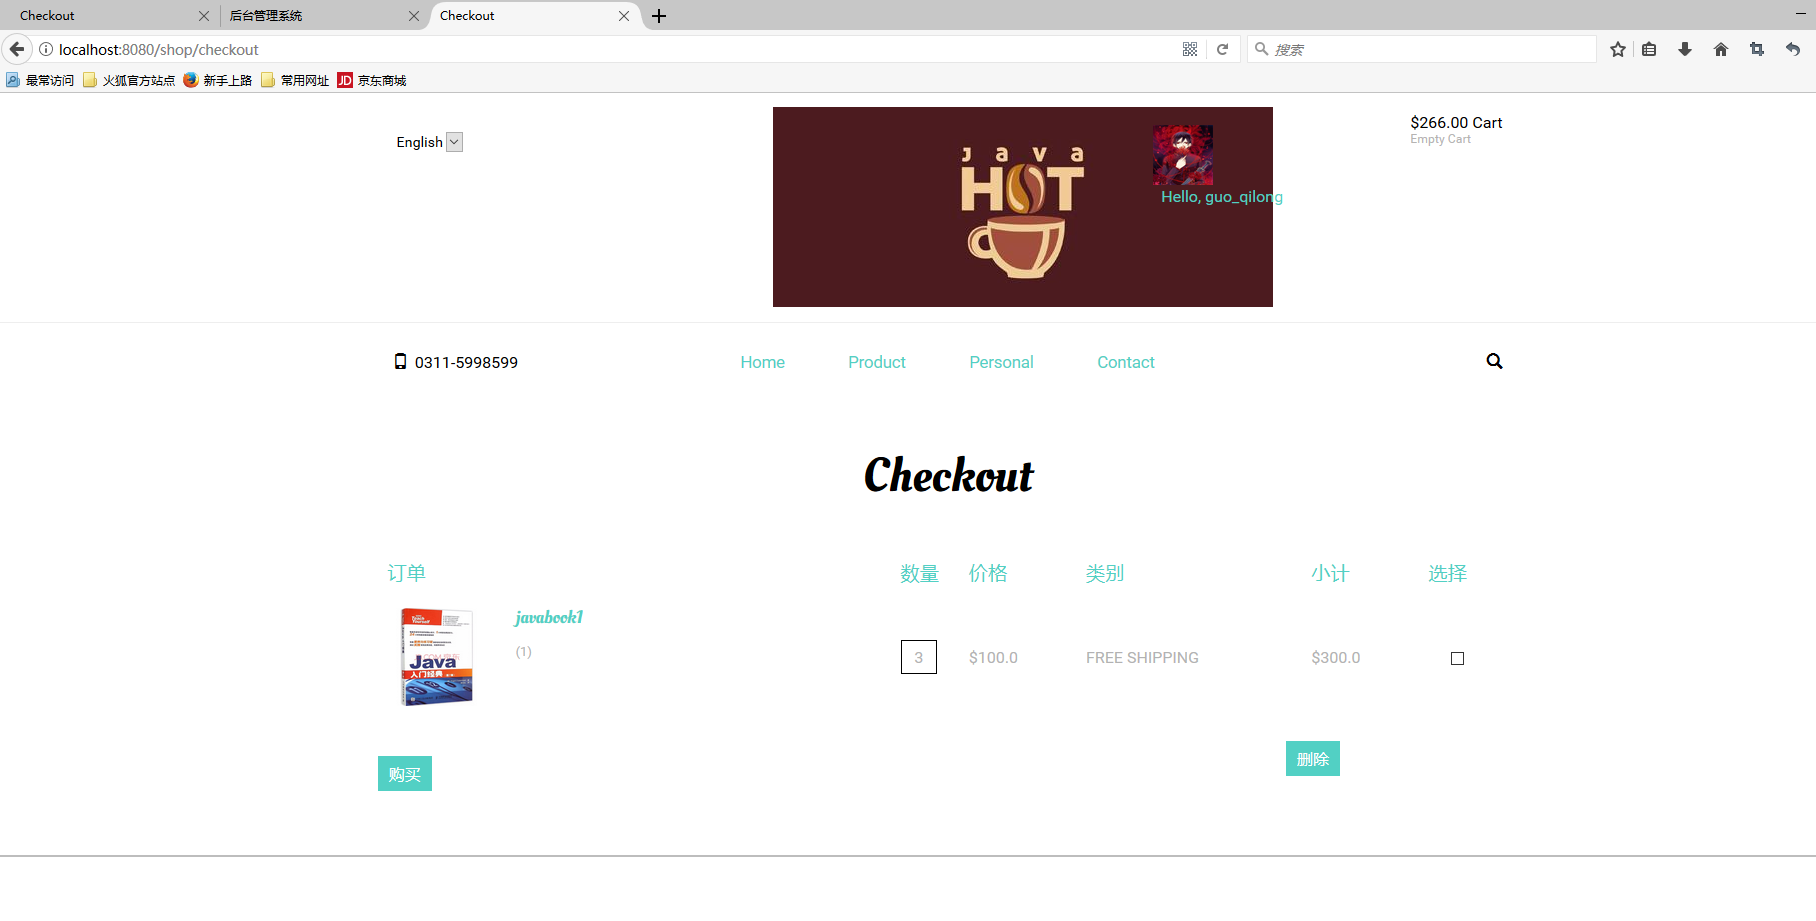 Checkout
后台管理系统
Checkout
localhost:8080/shop/checkout
搜索
最常访问
火狐官方站点
新手上路
常用网址
JD 京东商城
English
java
HOT
Hello, guo_qilong
$266.00 Cart
Empty Cart
0311-5998599
Home
Product
Personal
Contact
Checkout
订单
数量
价格
类别
小计
选择
Teach
Yourself
Java
入门经典
javabook1
(1)
3
$100.0
FREE SHIPPING
$300.0
购买
删除